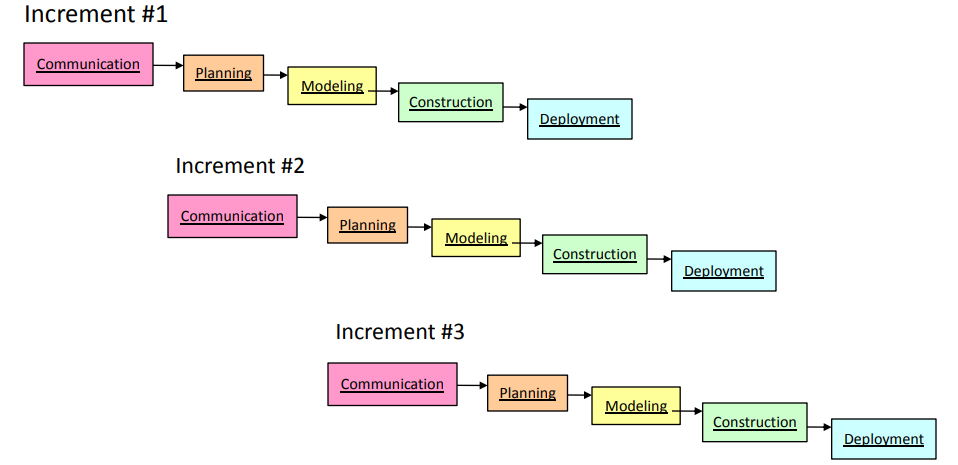 Increment #1
Communication
Planning
Modeling
Construction
Deployment
Increment #2
Communication
Planning
Modeling
Construction
Deployment
Increment #3
Communication
Planning
Modeling
Construction
Deployment